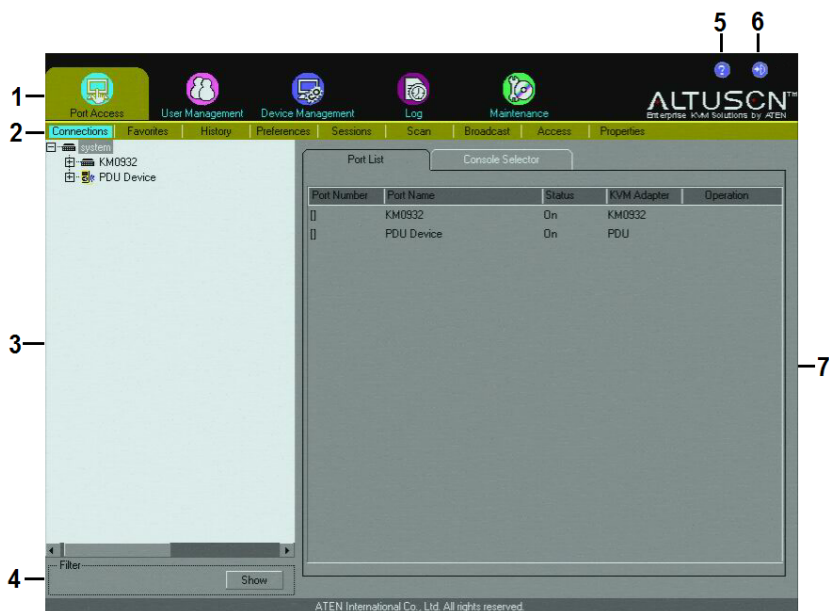 5 6
1
Port Access User Management Device Management Log Maintenance
ALTUSCN™
Enterprise KVM Solutions by ATEN
2
Connections Favorites History Preferences Sessions Scan Broadcast Access Properties
system
KM0932
PDU Device
Port List Console Selector
Port Number Port Name Status KVM Adapter Operation
[] KM0932 On KM0932
[] PDU Device On PDU
3
7
4
Filter
Show
ATEN International Co., Ltd. All rights reserved.